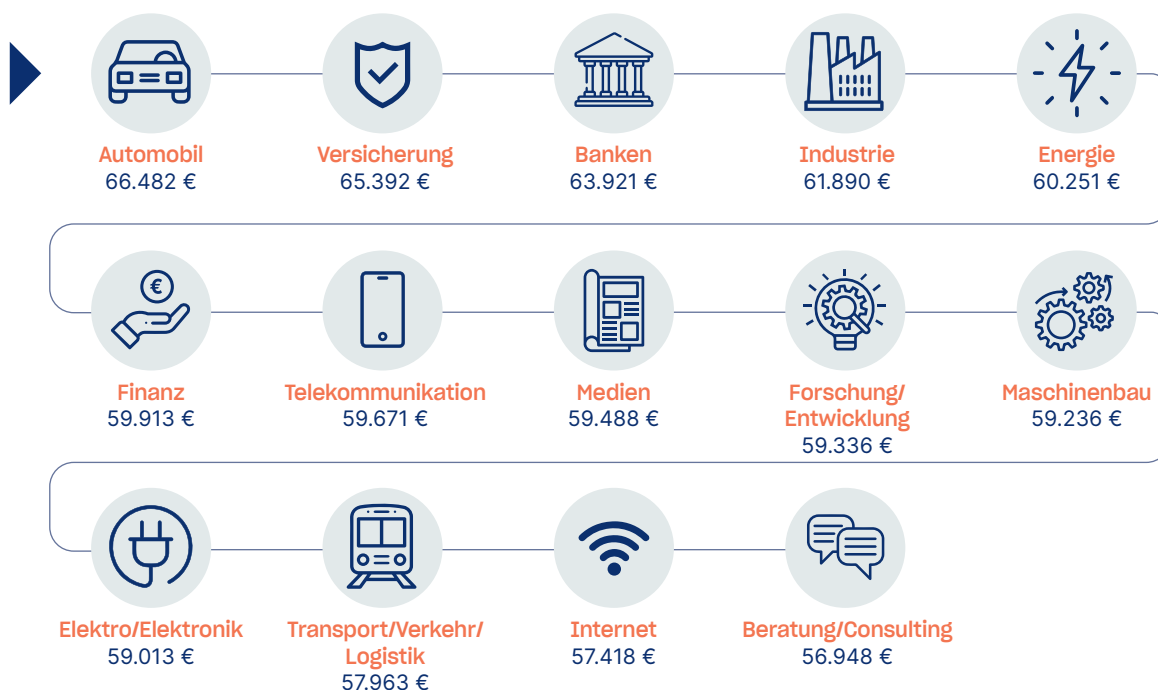 Automobil
66.482 €
Versicherung
65.392 €
Banken
63.921 €
Industrie
61.890 €
Energie
60.251 €
€
Finanz
59.913 €
Telekommunikation
59.671 €
Medien
59.488 €
Forschung/
Entwicklung
59.336 €
Maschinenbau
59.236 €
Elektro/Elektronik
59.013 €
Transport/Verkehr/
Logistik
57.963 €
Internet
57.418 €
Beratung/Consulting
56.948 €